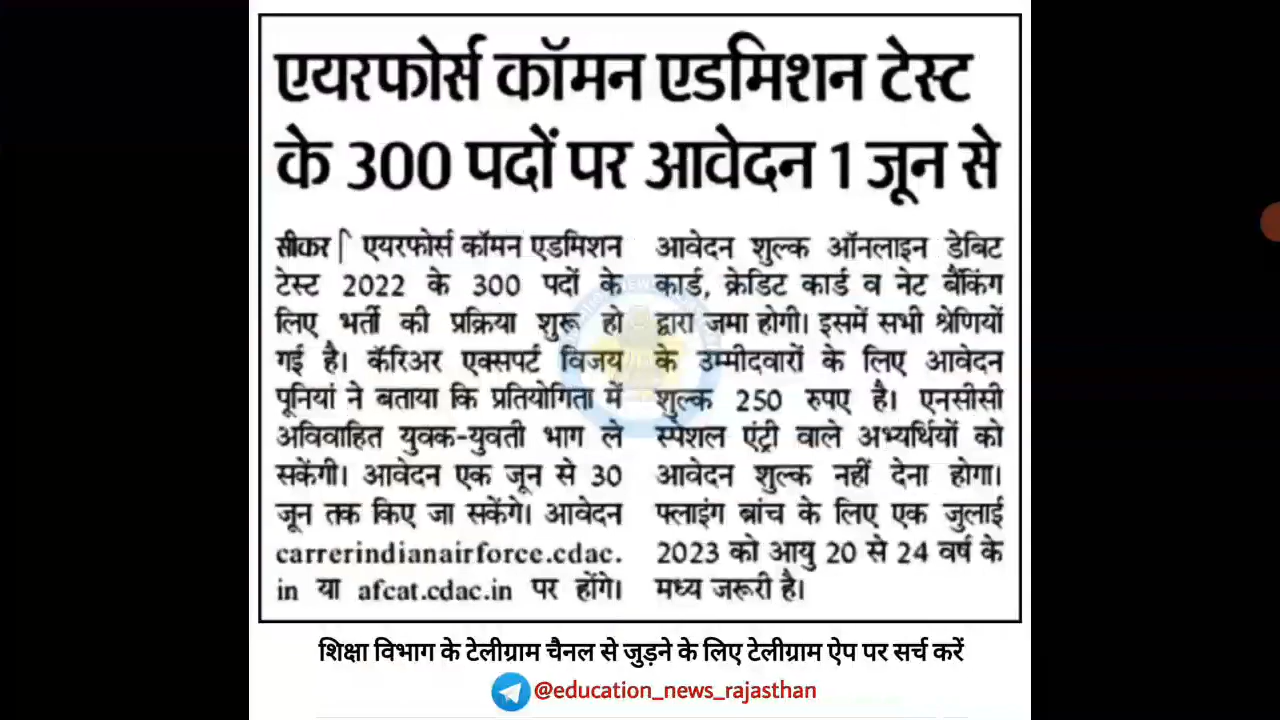 एयरफोर्स कॉमन एडमिशन टेस्ट
के 300 पदों पर आवेदन 1 जून से
सीकर | एयरफोर्स कॉमन एडमिशन
टेस्ट 2022 के 300 पदों के
लिए भर्ती की प्रक्रिया शुरू हो
गई है। कॅरिअर एक्सपर्ट विजय
पूनियां ने बताया कि प्रतियोगिता में
अविवाहित युवक-युवती भाग ले
सकेंगी। आवेदन एक जून से 30
जून तक किए जा सकेंगे। आवेदन
carrerindianairforce.cdac.
in या afcat.cdac.in पर होंगे।
आवेदन शुल्क ऑनलाइन डेबिट
कार्ड, क्रेडिट कार्ड व नेट बैंकिंग
द्वारा जमा होगी। इसमें सभी श्रेणियों
के उम्मीदवारों के लिए आवेदन
शुल्क 250 रुपए है। एनसीसी
स्पेशल एंट्री वाले अभ्यर्थियों को
आवेदन शुल्क नहीं देना होगा।
फ्लाइंग ब्रांच के लिए एक जुलाई
2023 को आयु 20 से 24 वर्ष के
मध्य जरूरी है।
शिक्षा विभाग के टेलीग्राम चैनल से जुड़ने के लिए टेलीग्राम ऐप पर सर्च करें
@education_news_rajasthan